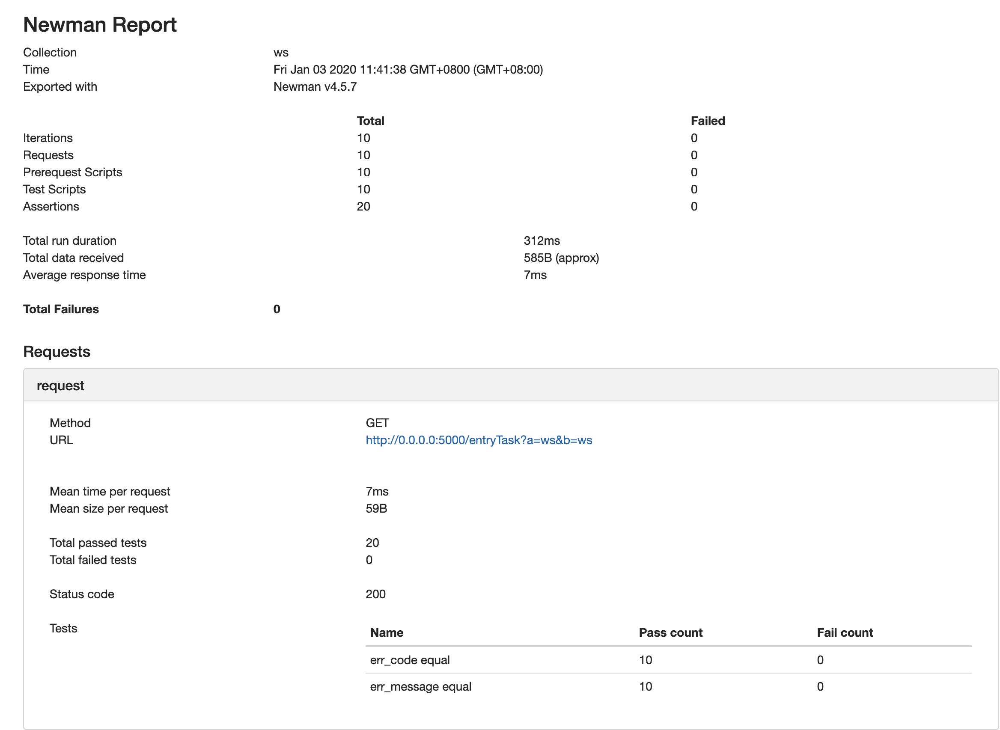 Newman Report
Collection ws
Time Fri Jan 03 2020 11:41:38 GMT+0800 (GMT+08:00)
Exported with Newman v4.5.7
Total Failed
Iterations 10 0
Requests 10 0
Prerequest Scripts 10 0
Test Scripts 10 0
Assertions 20 0
Total run duration 312ms
Total data received 585B (approx)
Average response time 7ms
Total Failures 0
Requests
request
Method GET
URL http://0.0.0.0:5000/entryTask?a=ws&b=ws
Mean time per request 7ms
Mean size per request 59B
Total passed tests 20
Total failed tests 0
Status code 200
Tests Name Pass count Fail count
err_code equal 10 0
err_message equal 10 0